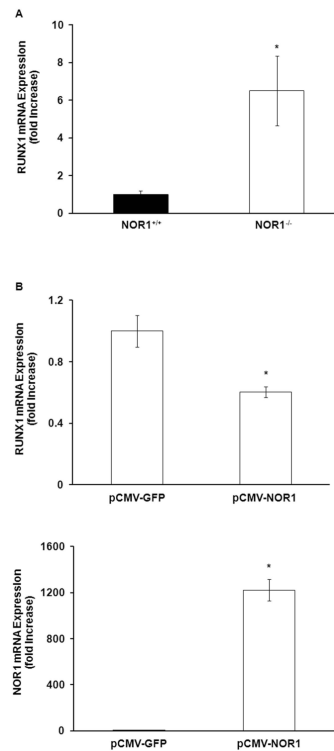 A
RUNX1 mRNA Expression
(fold Increase)
10
8
6
4
2
0
*
NOR1+/+
NOR1-/-
B
RUNX1 mRNA Expression
(fold Increase)
1.2
0.8
0.4
0
*
pCMV-GFP
pCMV-NOR1
NOR1 mRNA Expression
(fold Increase)
1600
1200
800
400
0
*
pCMV-GFP
pCMV-NOR1